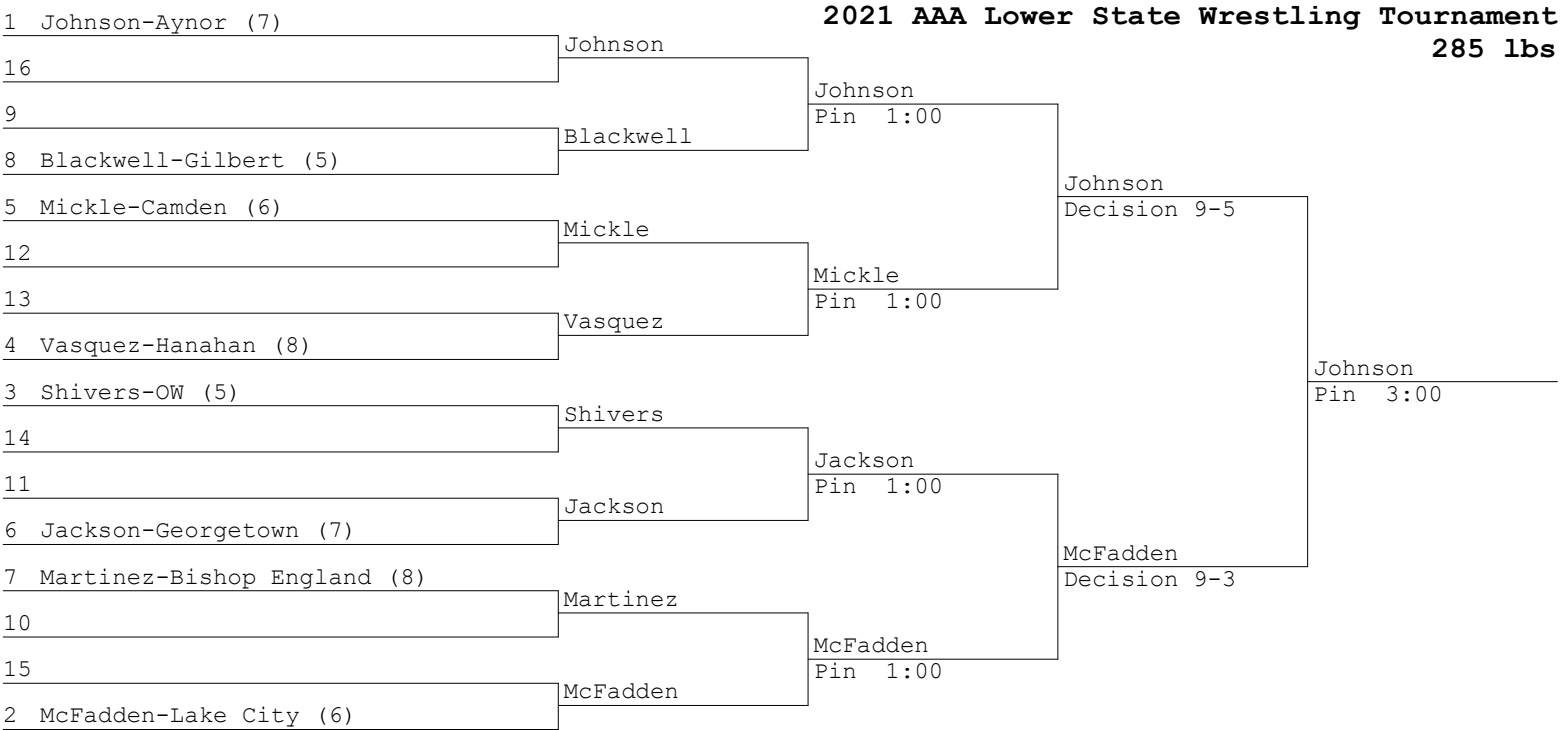 2021 AAA Lower State Wrestling Tournament
285 lbs
1 Johnson-Aynor (7)
16
9
8 Blackwell-Gilbert (5)
5 Mickle-Camden (6)
12
13
4 Vasquez-Hanahan (8)
3 Shivers-OW (5)
14
11
6 Jackson-Georgetown (7)
7 Martinez-Bishop England (8)
10
15
2 McFadden-Lake City (6)
Johnson
Blackwell
Mickle
Vasquez
Shivers
Jackson
Martinez
McFadden
Johnson
Pin 1:00
Mickle
Pin 1:00
Jackson
Pin 1:00
McFadden
Pin 1:00
Johnson
Decision 9-5
McFadden
Decision 9-3
Johnson
Pin 3:00